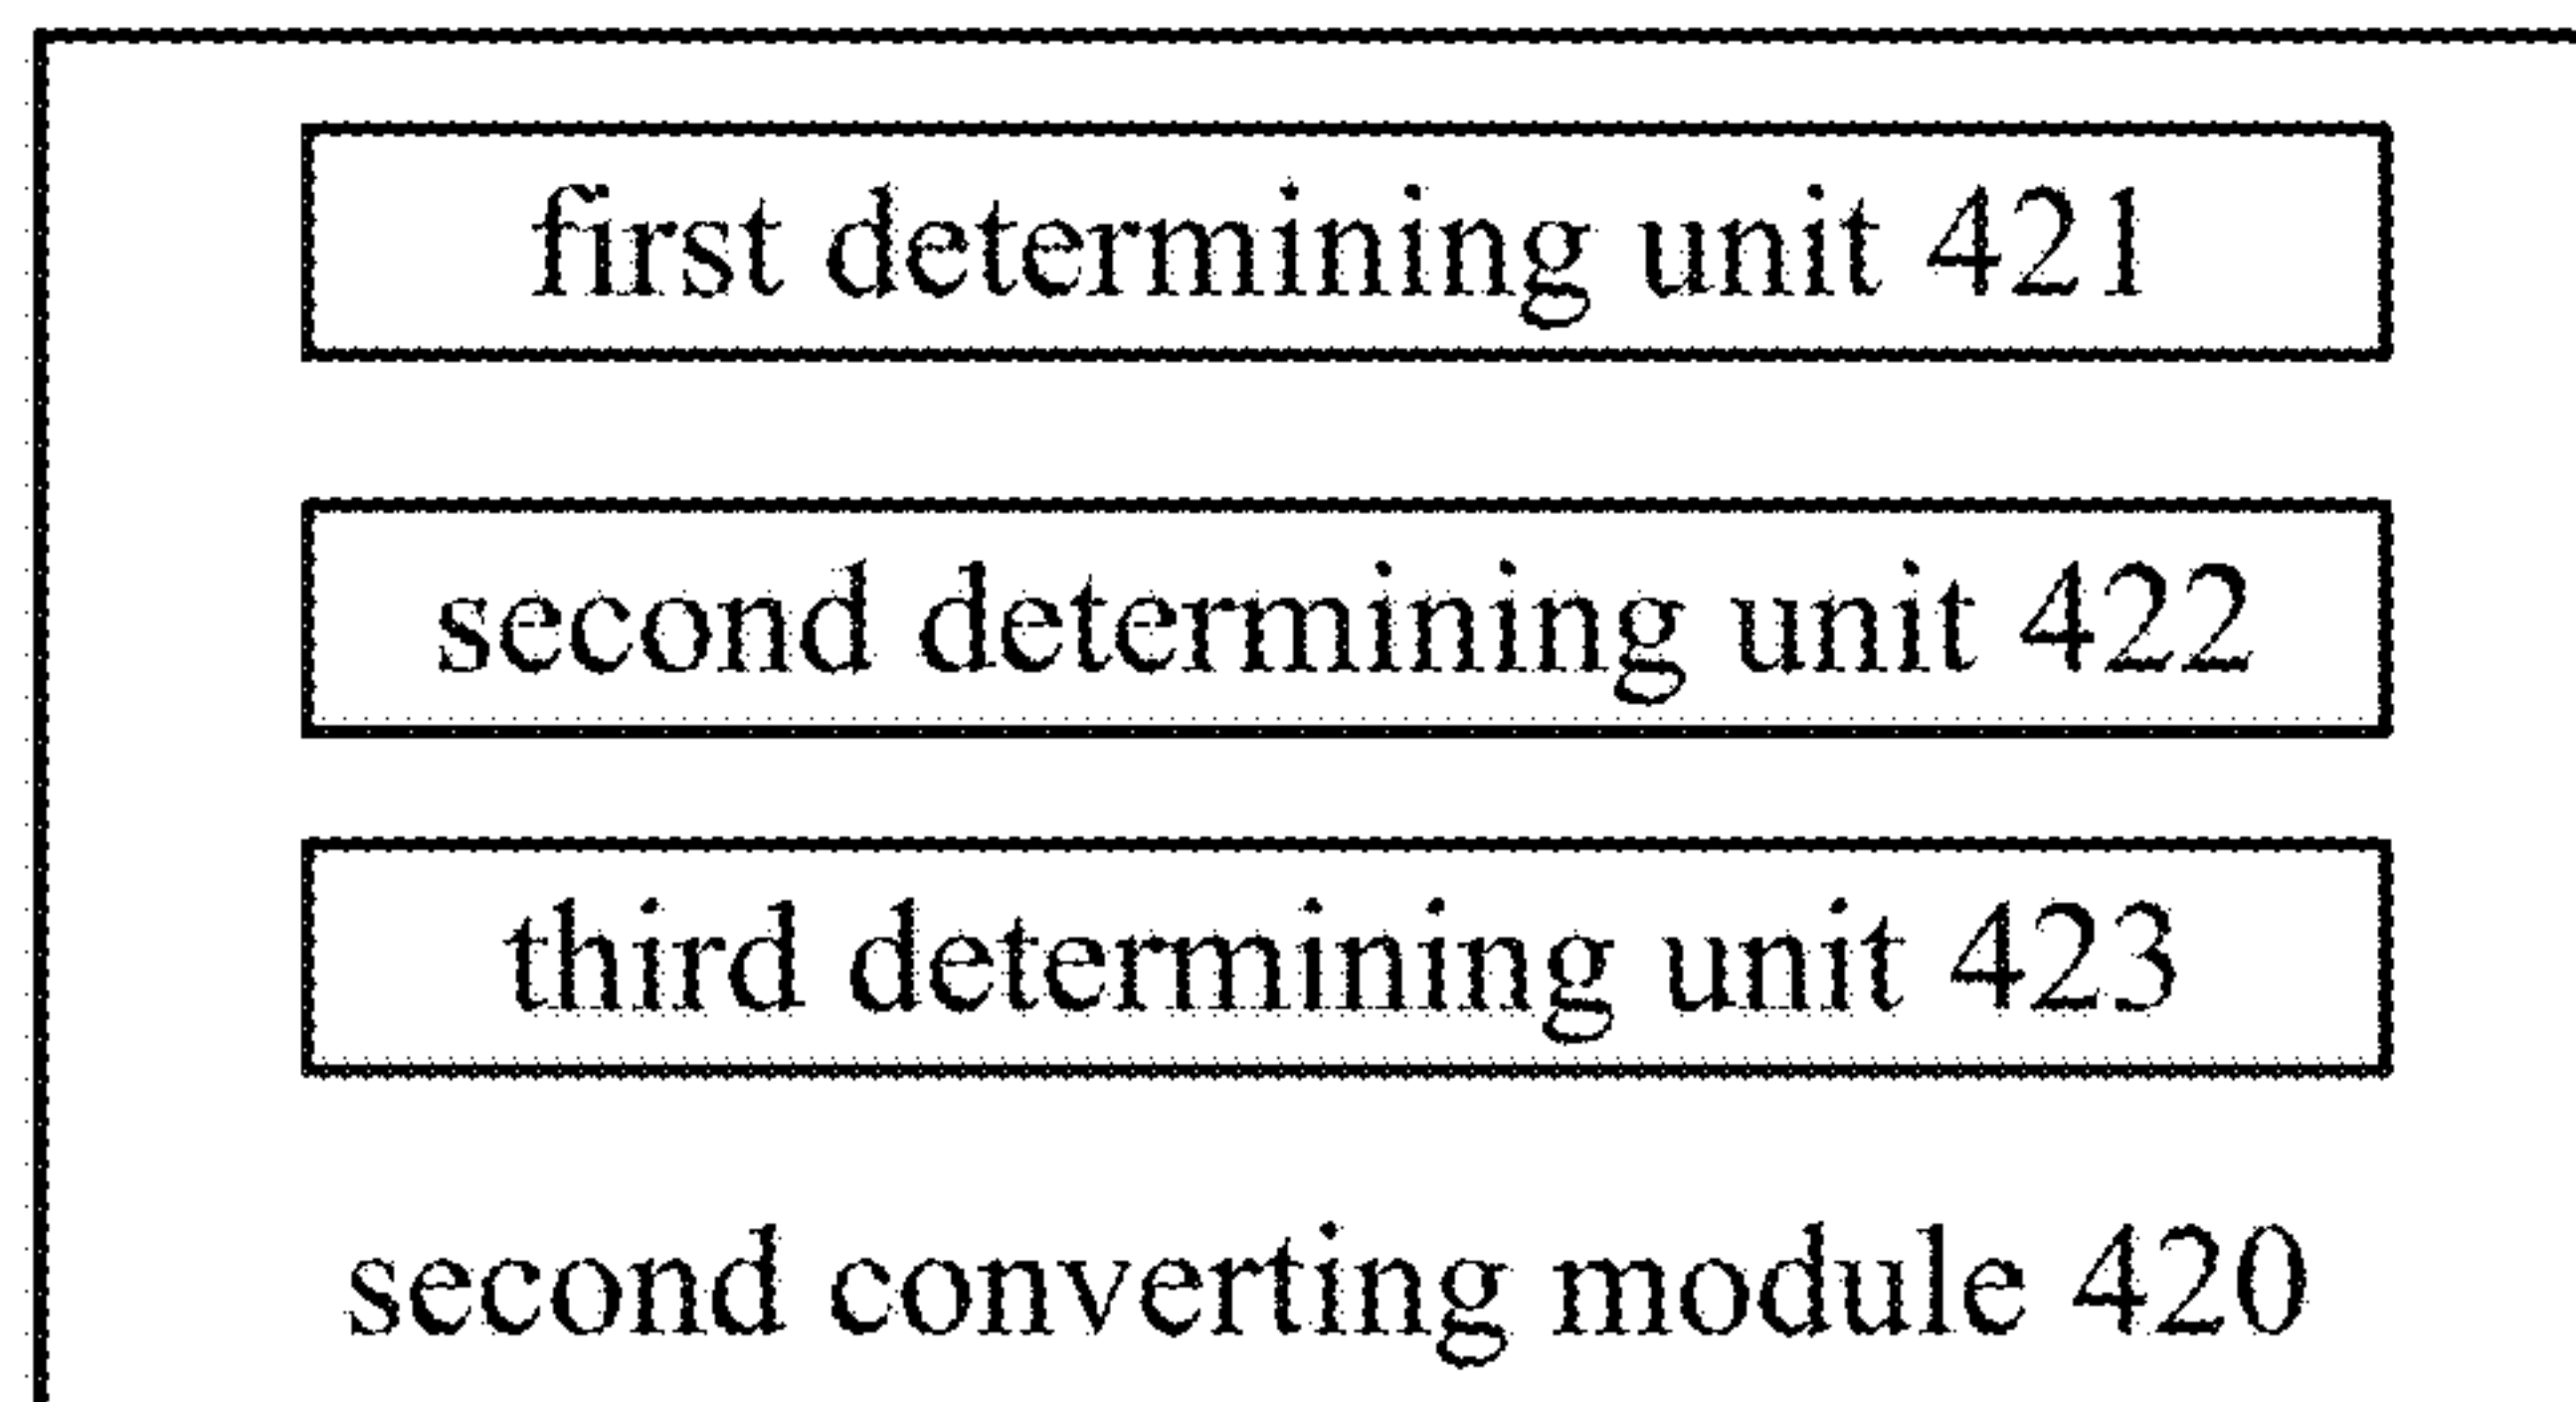 first determining unit 421
second determining unit 422
third determining unit 423
second converting module 420